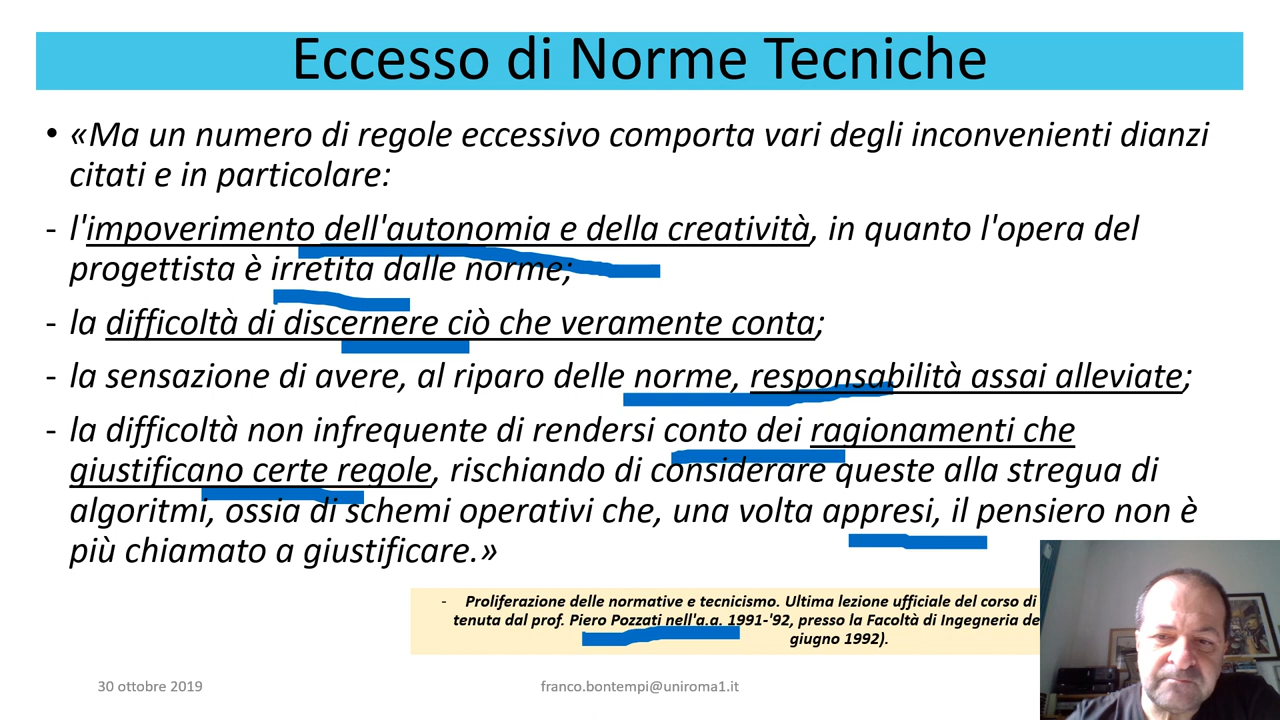 Eccesso di Norme Tecniche
• «Ma un numero di regole eccessivo comporta vari degli inconvenienti dianzi
citati e in particolare:
- l'impoverimento dell'autonomia e della creatività, in quanto l'opera del
progettista è irretita dalle norme;
- la difficoltà di discernere ciò che veramente conta;
- la sensazione di avere, al riparo delle norme, responsabilità assai alleviate;
- la difficoltà non infrequente di rendersi conto dei ragionamenti che
giustificano certe regole, rischiando di considerare queste alla stregua di
algoritmi, ossia di schemi operativi che, una volta appresi, il pensiero non è
più chiamato a giustificare.»
- Proliferazione delle normative e tecnicismo. Ultima lezione ufficiale del corso di
tenuta dal prof. Piero Pozzati nell'a.a. 1991-'92, presso la Facoltà di Ingegneria de
giugno 1992).
30 ottobre 2019
franco.bontempi@uniroma1.it